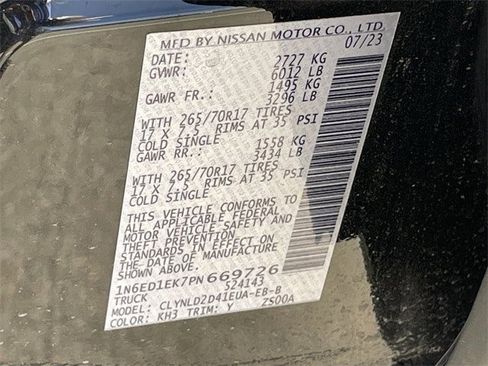 MFD BY NISSAN MOTOR CO., LTD.
DATE: 07/23
GVWR: 2727 KG
6012 LB
GAWR FR.: 1495 KG
3296 LB
WITH 265/70R17 TIRES
17 X 7.5 RIMS AT 35 PSI
COLD SINGLE
GAWR RR.: 1558 KG
3434 LB
WITH 265/70R17 TIRES
17 X 7.5 RIMS AT 35 PSI
COLD SINGLE
THIS VEHICLE CONFORMS TO
ALL APPLICABLE FEDERAL
MOTOR VEHICLE SAFETY AND
THEFT PREVENTION
STANDARDS IN EFFECT ON
THE DATE OF MANUFACTURE
SHOWN ABOVE.
1N6ED1EK7PN669726
TRUCK 524143
MODEL: CLYNLD2D41EUA-EB-B
COLOR: KH3 TRIM: Y ZS00A